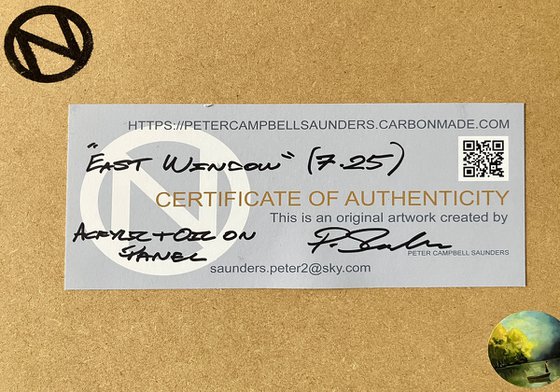 HTTPS://PETERCAMPBELLSAUNDERS.CARBONMADE.COM
"EAST WINDOW" (7.25)
CERTIFICATE OF AUTHENTICITY
This is an original artwork created by
ACRYLIC + OIL ON
PANEL
P. Saunders
PETER CAMPBELL SAUNDERS
saunders.peter2@sky.com